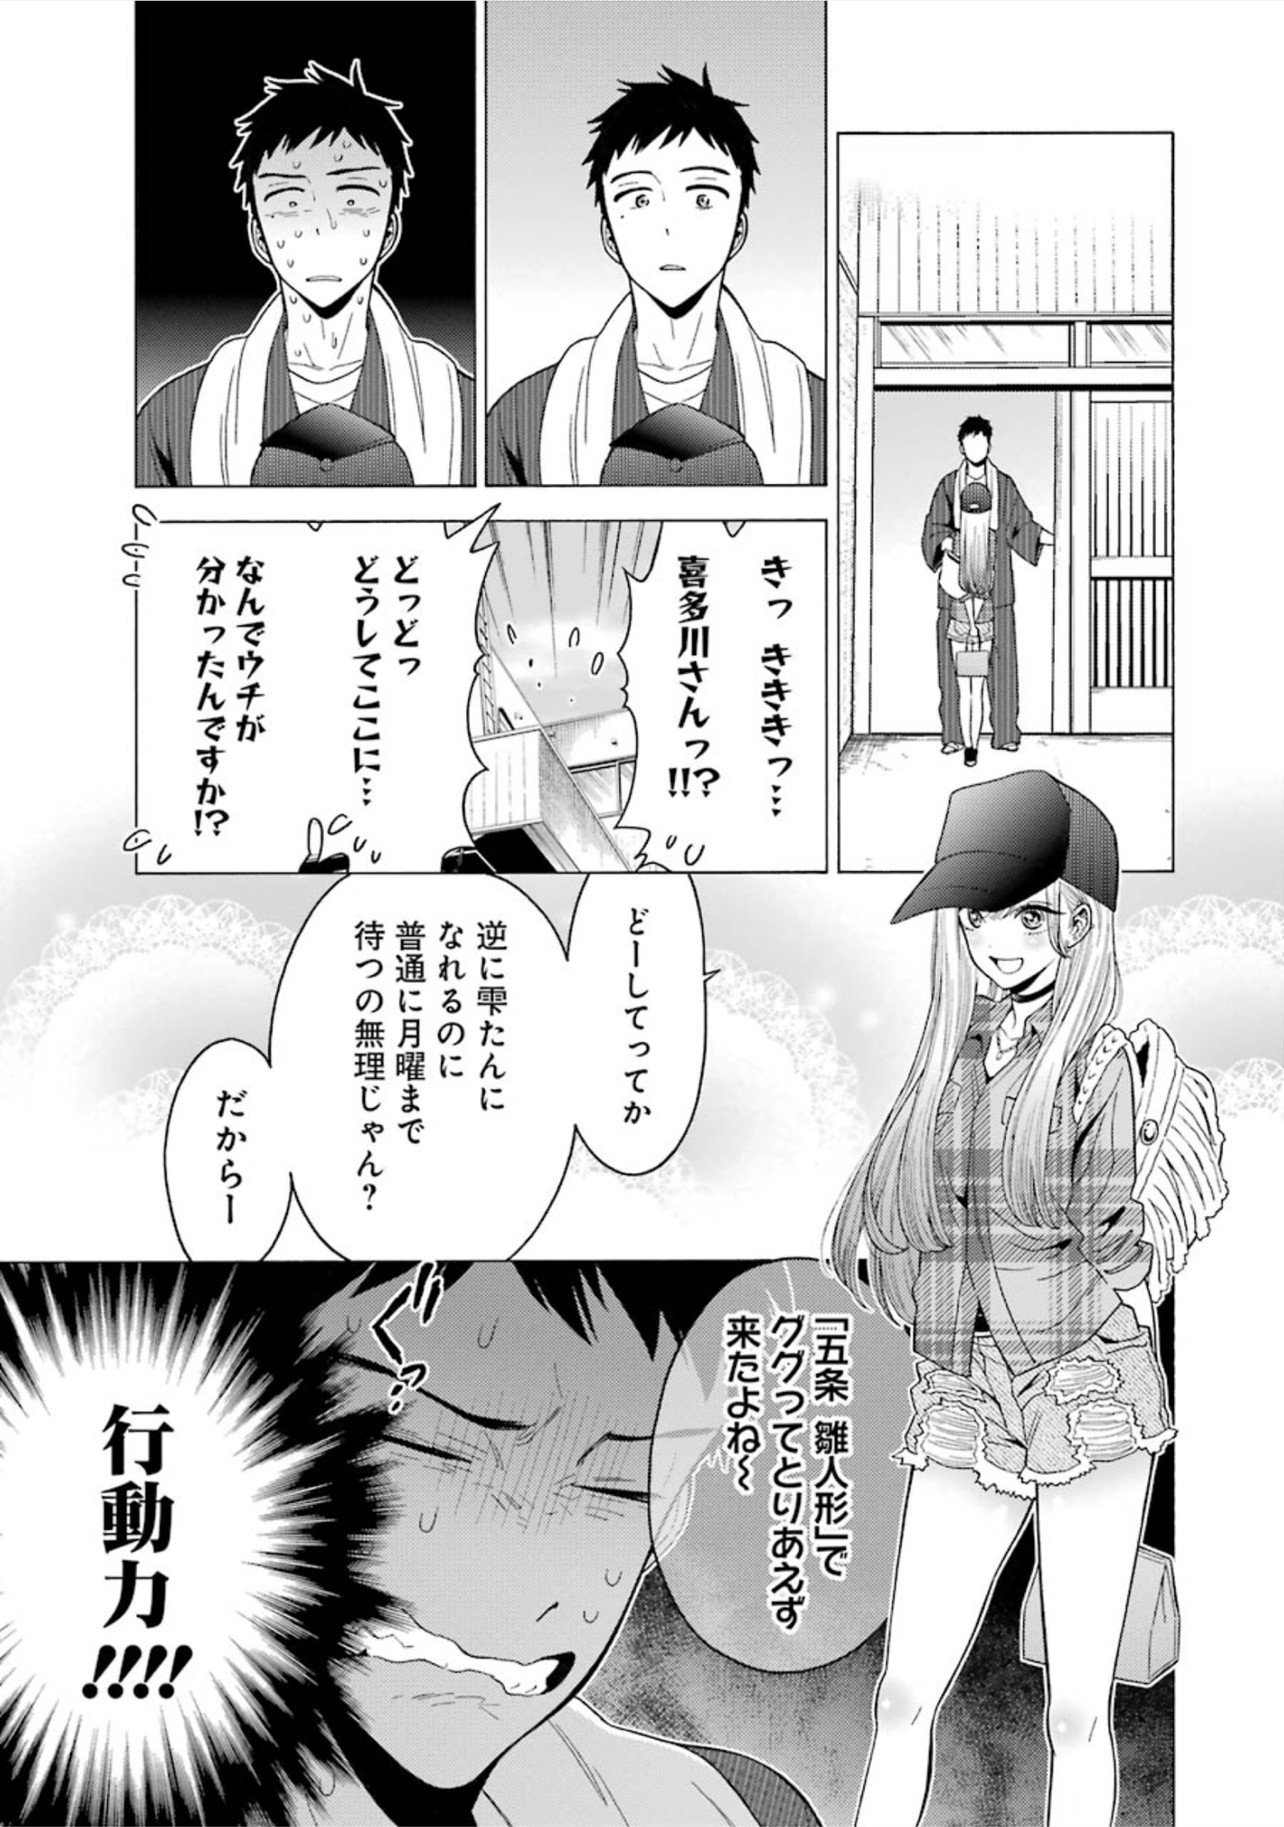 きっ きききっ…
喜多川さんっ!!?
どっどっ
どうしてここに…
なんでウチが
分かったんですか!?
どーしてってか
逆に雫たんに
なれるのに
普通に月曜まで
待つの無理じゃん?
だからー
「五条 雛人形」で
ググってとりあえず
来たよね〜
ぐっ
行動力
!!!!